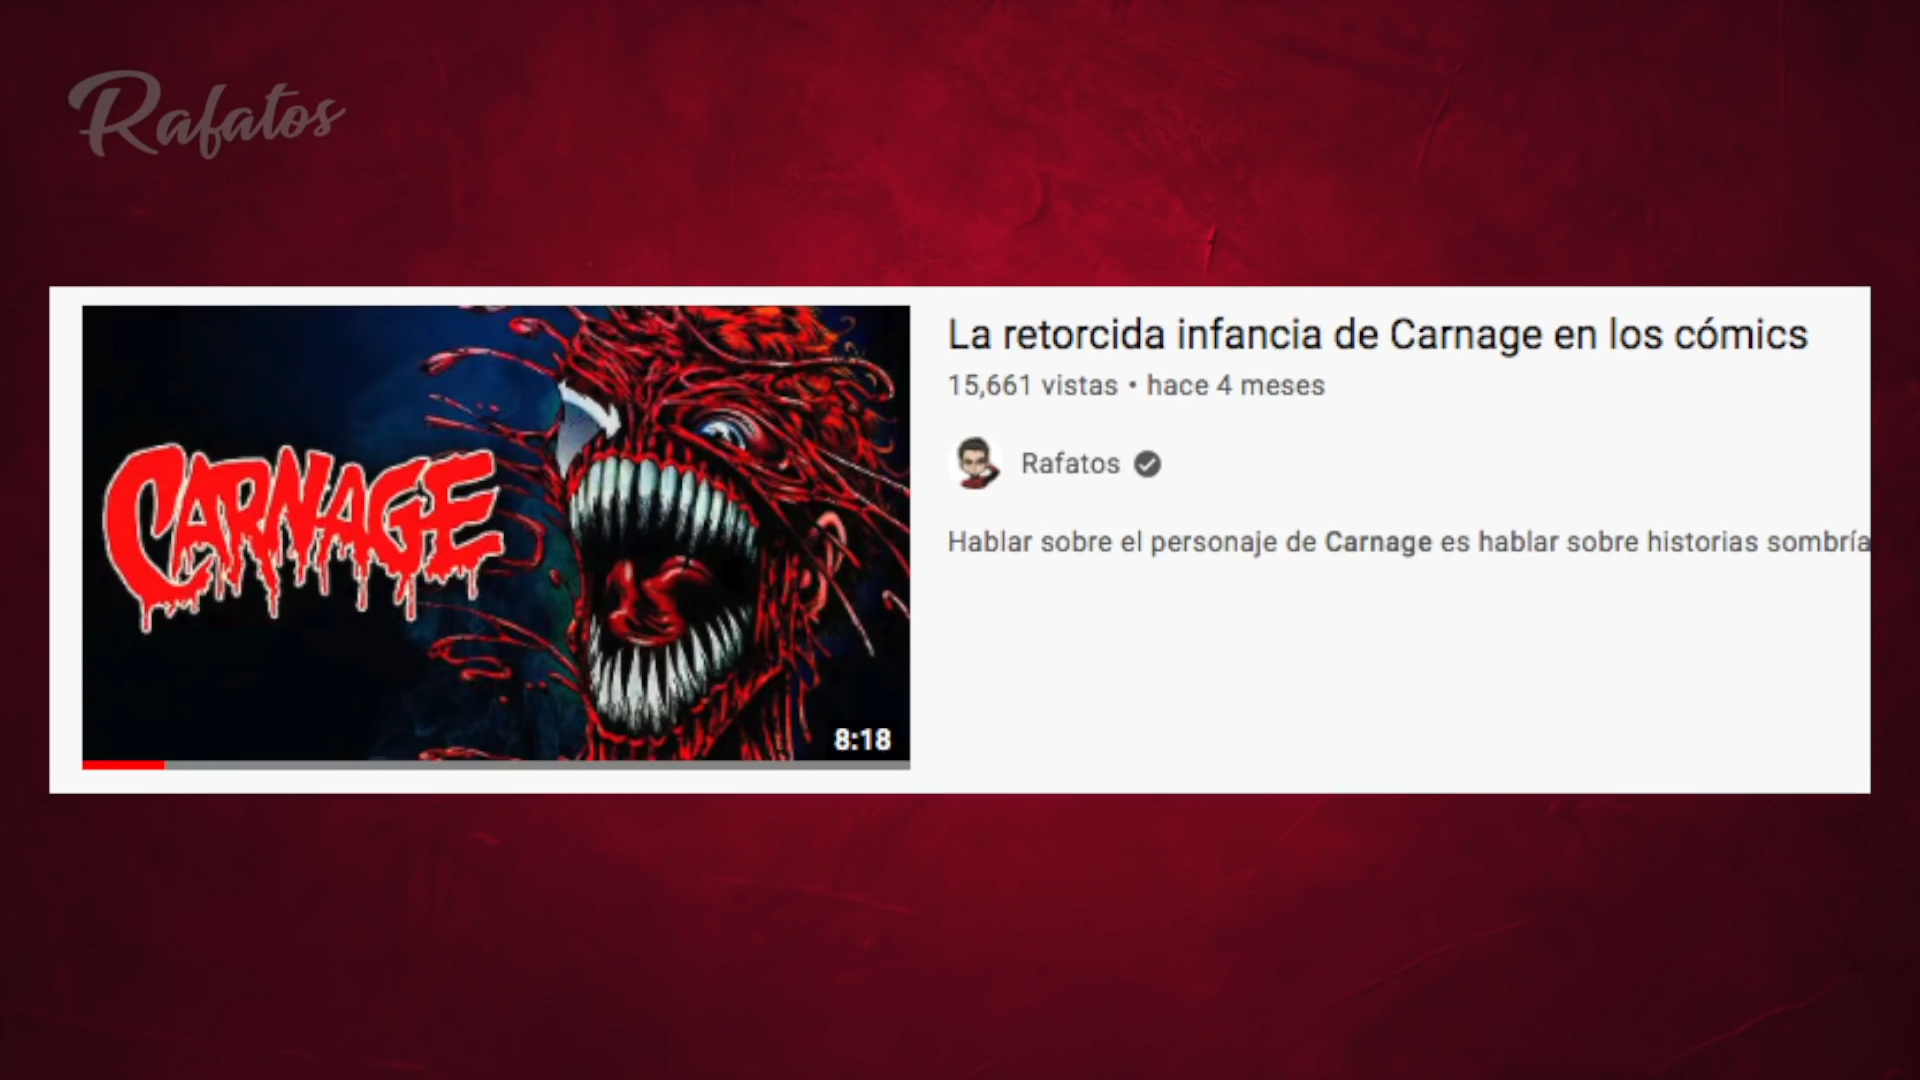 Rafatos
La retorcida infancia de Carnage en los cómics
15,661 vistas • hace 4 meses
Rafatos
Hablar sobre el personaje de Carnage es hablar sobre historias sombría
CARNAGE
8:18